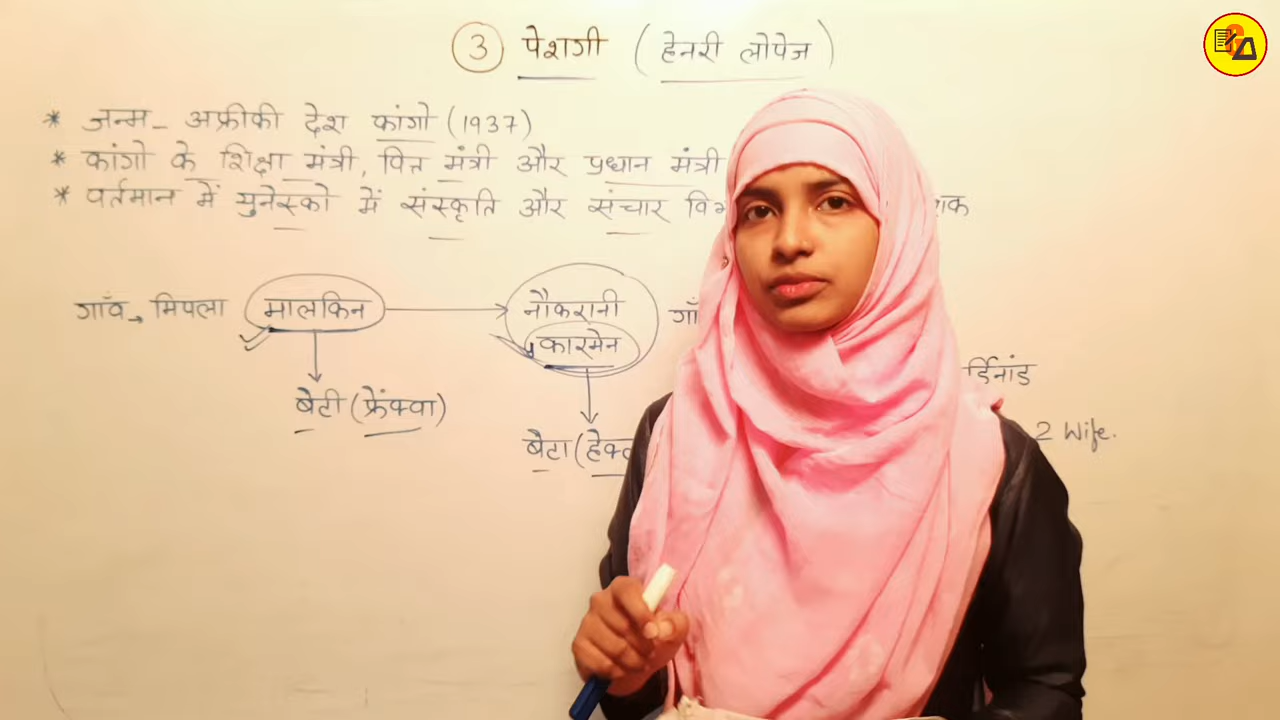 ③ पेशगी (हेनरी लोपेज)
* जन्म - अफ्रीकी देश कांगो (1937)
* कांगो के शिक्षा मंत्री, वित्त मंत्री और प्रधान मंत्री
* वर्तमान में युनेस्को में संस्कृति और संचार
गाँव → मिपला मालकिन → नौकरानी
कारमेन
र्डिनांड
बेटी (फ्रेंक्वा)
2 Wife.
बेटा (हेक्